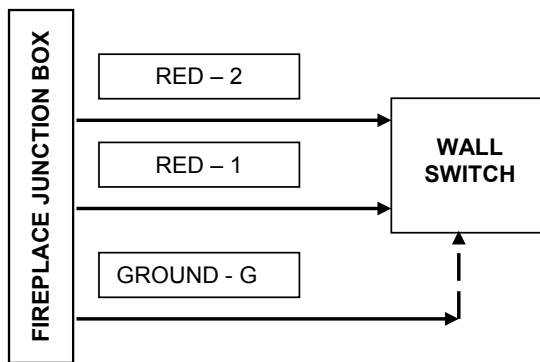 FIREPLACE JUNCTION BOX
RED – 2
RED – 1
GROUND - G
WALL
SWITCH